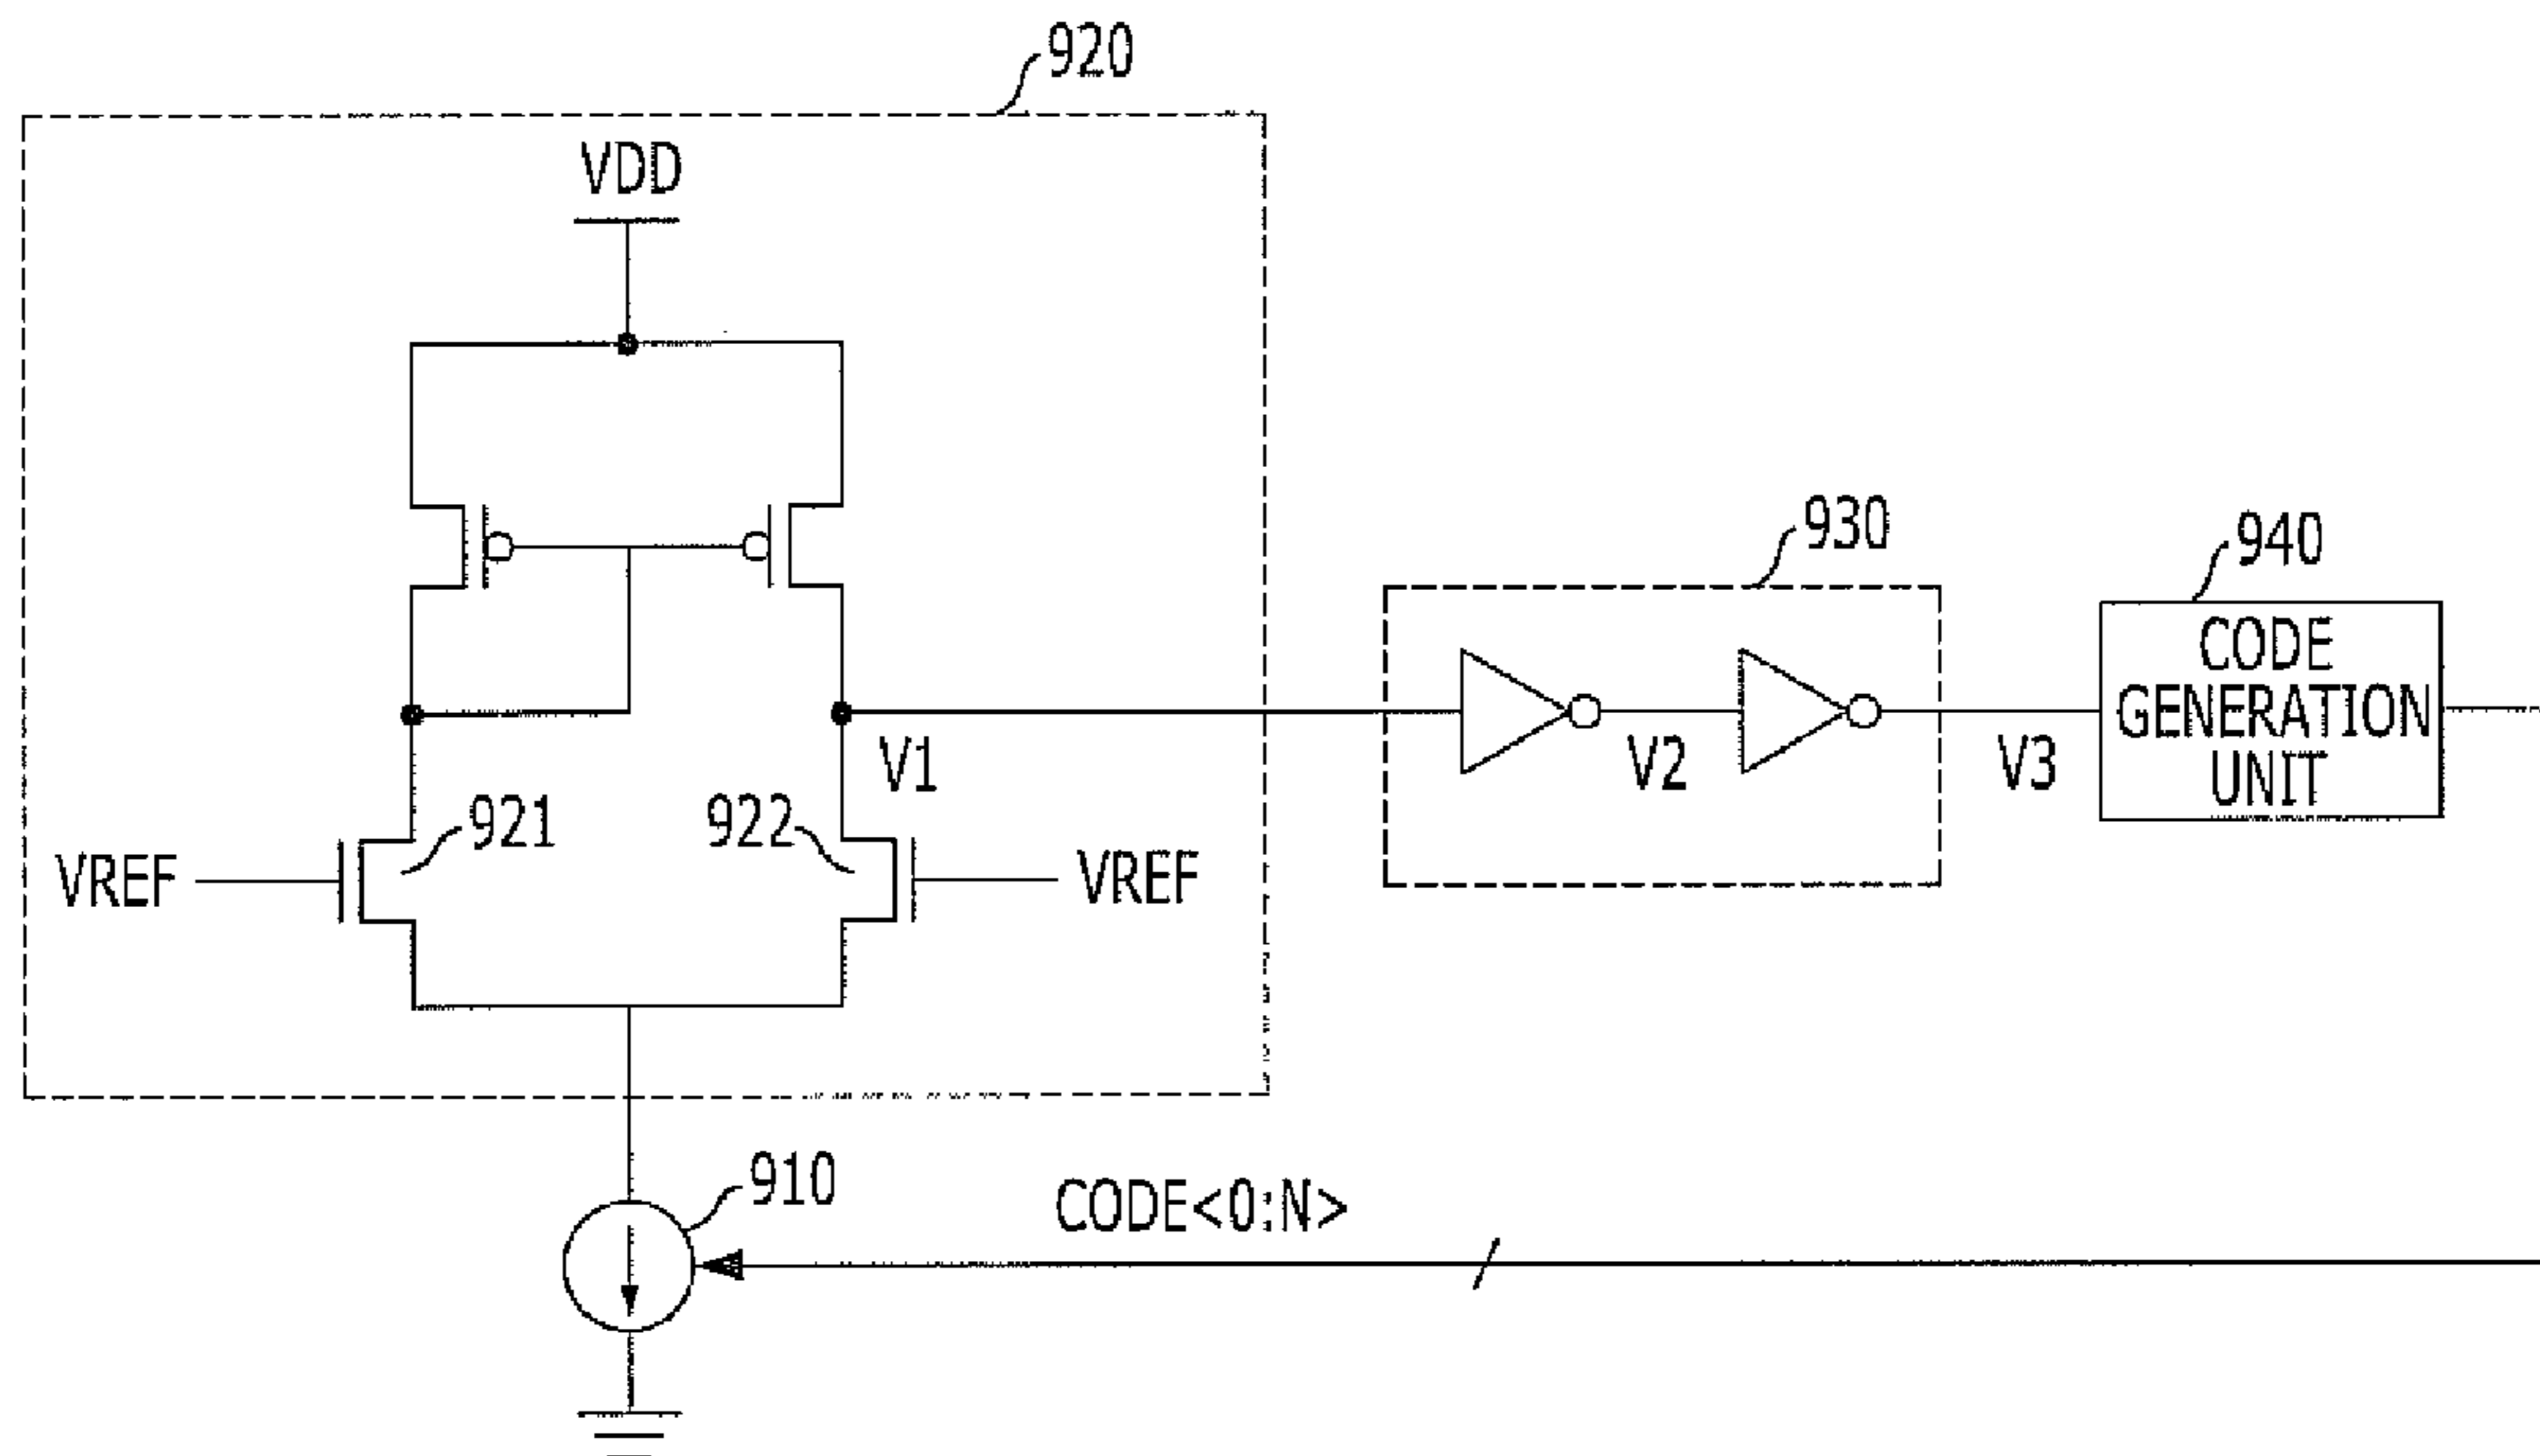 920
VDD
930
940
CODE
GENERATION
UNIT
V1
V2
V3
921
922
VREF
VREF
910
CODE<0:N>